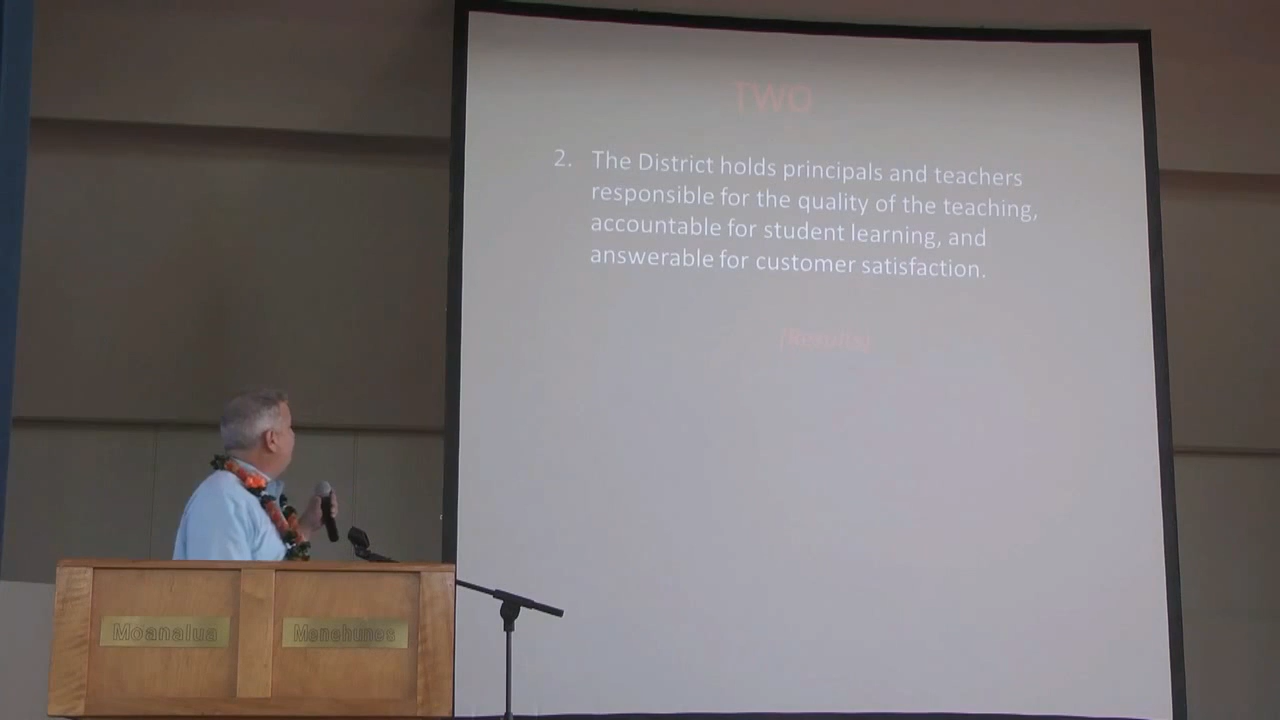 TWO
2. The District holds principals and teachers
responsible for the quality of the teaching,
accountable for student learning, and
answerable for customer satisfaction.
[Results]
Moanalua
Menehunes